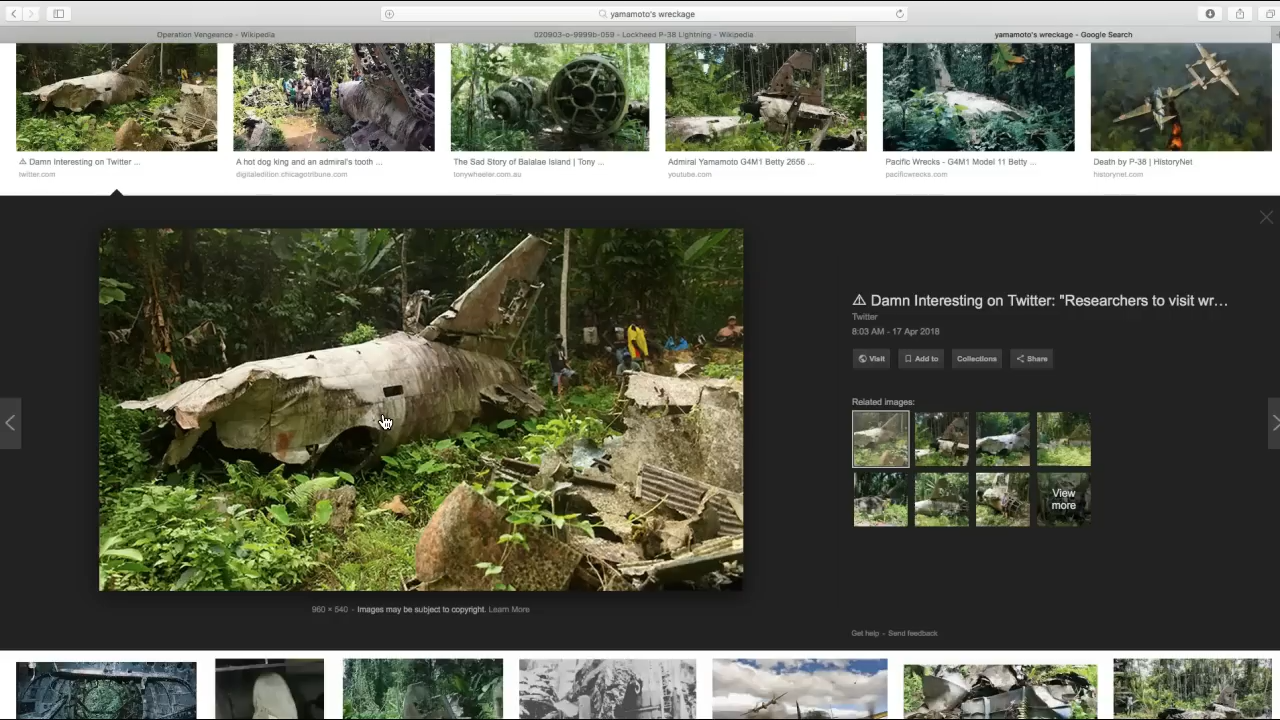 yamamoto's wreckage
Operation Vengeance - Wikipedia
020903-o-9999b-059 - Lockheed P-38 Lightning - Wikipedia
yamamoto's wreckage - Google Search
⚠ Damn Interesting on Twitter ...
twitter.com
A hot dog king and an admiral's tooth ...
digitaledition.chicagotribune.com
The Sad Story of Balalae Island | Tony ...
tonywheeler.com.au
Admiral Yamamoto G4M1 Betty 2656 ...
youtube.com
Pacific Wrecks - G4M1 Model 11 Betty ...
pacificwrecks.com
Death by P-38 | HistoryNet
historynet.com
⚠ Damn Interesting on Twitter: "Researchers to visit wr...
Twitter
8:03 AM - 17 Apr 2018
Visit
Add to
Collections
Share
Related images:
View
more
960 × 540 - Images may be subject to copyright. Learn More
Get help - Send feedback